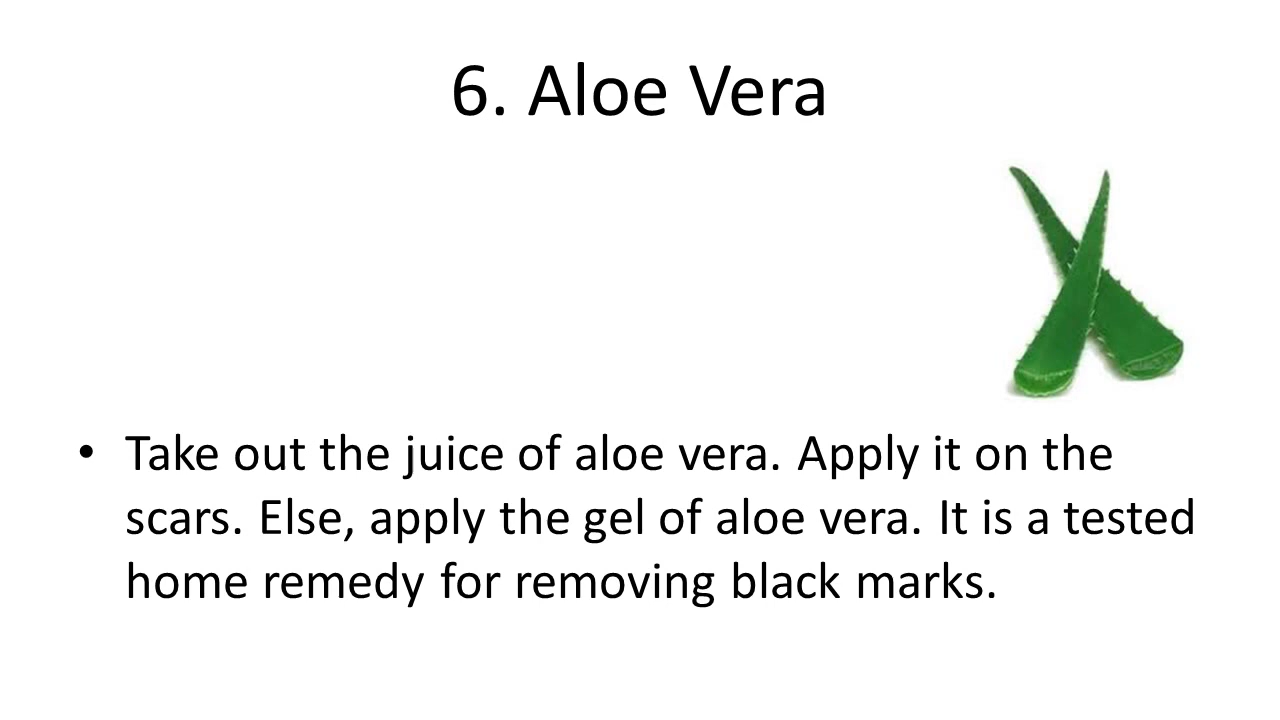 6. Aloe Vera
• Take out the juice of aloe vera. Apply it on the
scars. Else, apply the gel of aloe vera. It is a tested
home remedy for removing black marks.